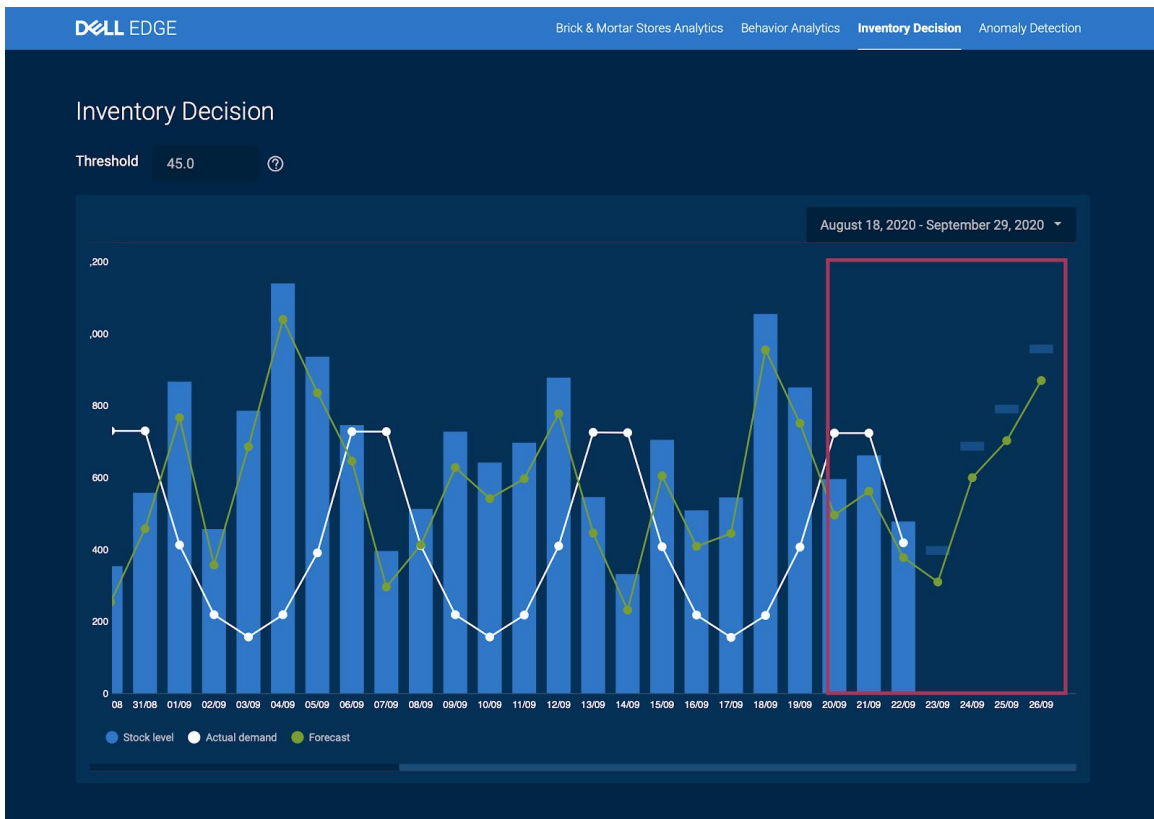 DELL EDGE
Brick & Mortar Stores Analytics Behavior Analytics Inventory Decision Anomaly Detection
Inventory Decision
Threshold 45.0 ?
August 18, 2020 - September 29, 2020
,200
,000
800
600
400
200
0
08 31/08 01/09 02/09 03/09 04/09 05/09 06/09 07/09 08/09 09/09 10/09 11/09 12/09 13/09 14/09 15/09 16/09 17/09 18/09 19/09 20/09 21/09 22/09 23/09 24/09 25/09 26/09
Stock level Actual demand Forecast